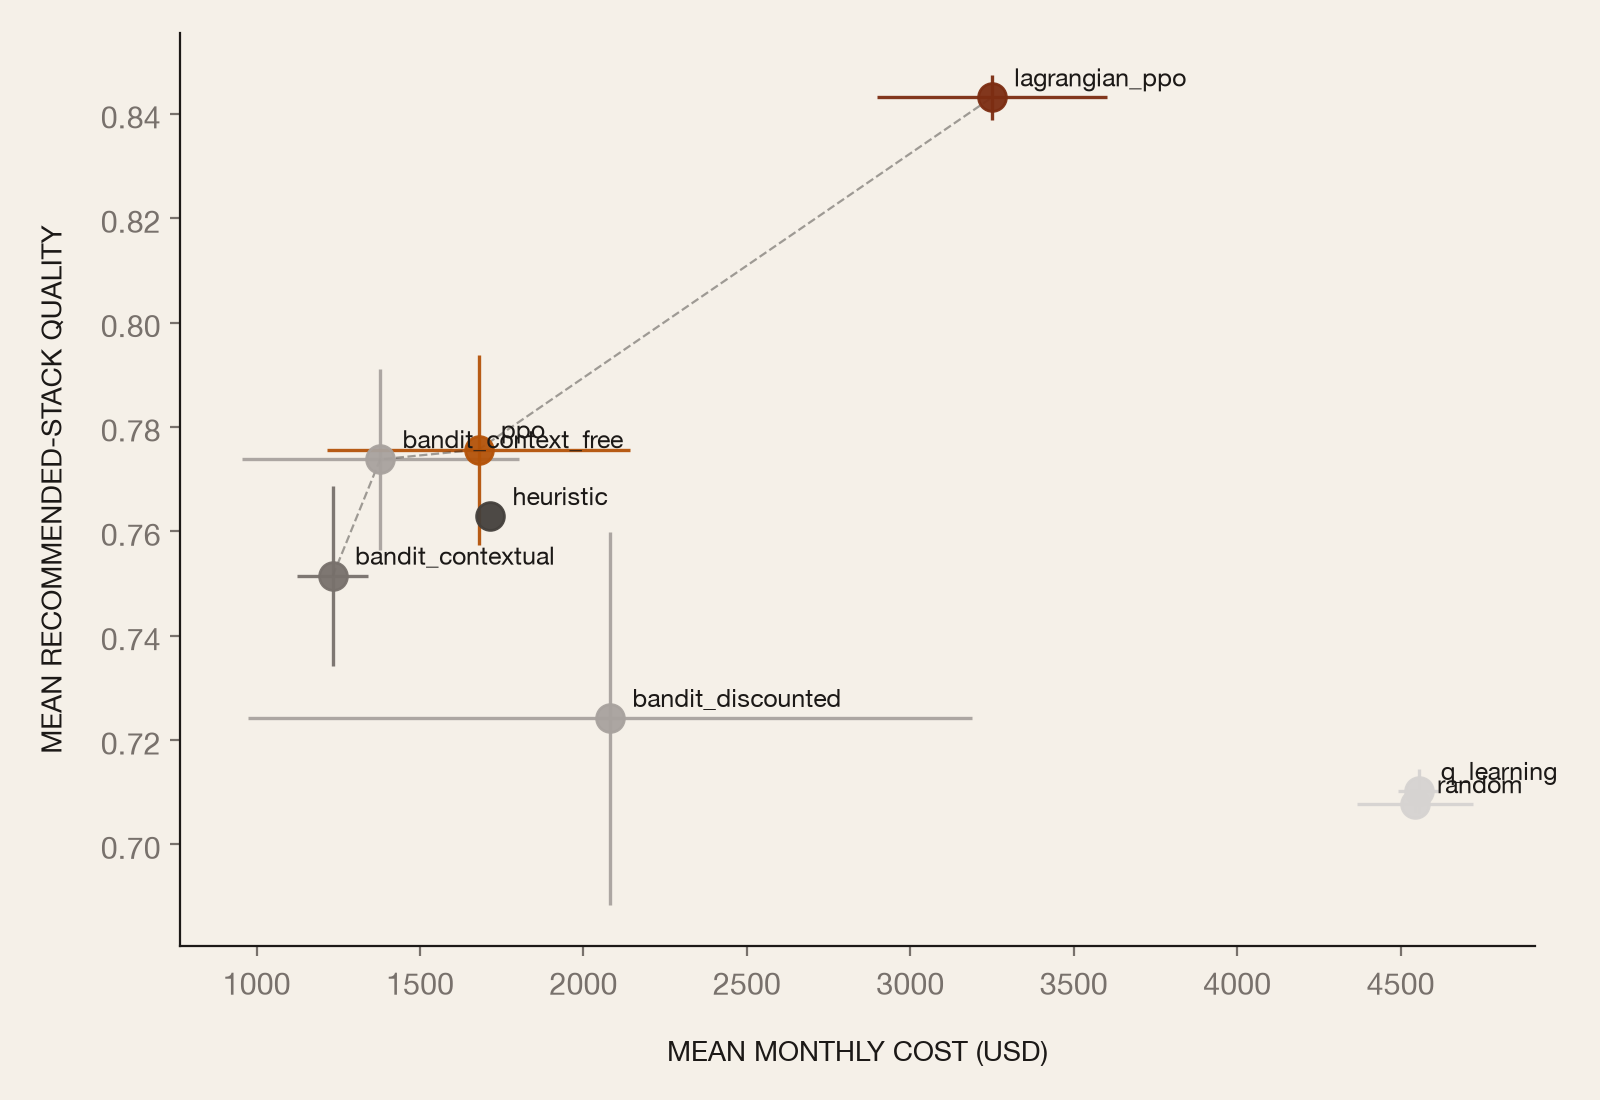 lagrangian_ppo
0.84
0.82
0.80
0.78
0.76
0.74
0.72
0.70
MEAN RECOMMENDED-STACK QUALITY
ppo
bandit_context_free
heuristic
bandit_contextual
bandit_discounted
q_learning
random
1000 1500 2000 2500 3000 3500 4000 4500
MEAN MONTHLY COST (USD)